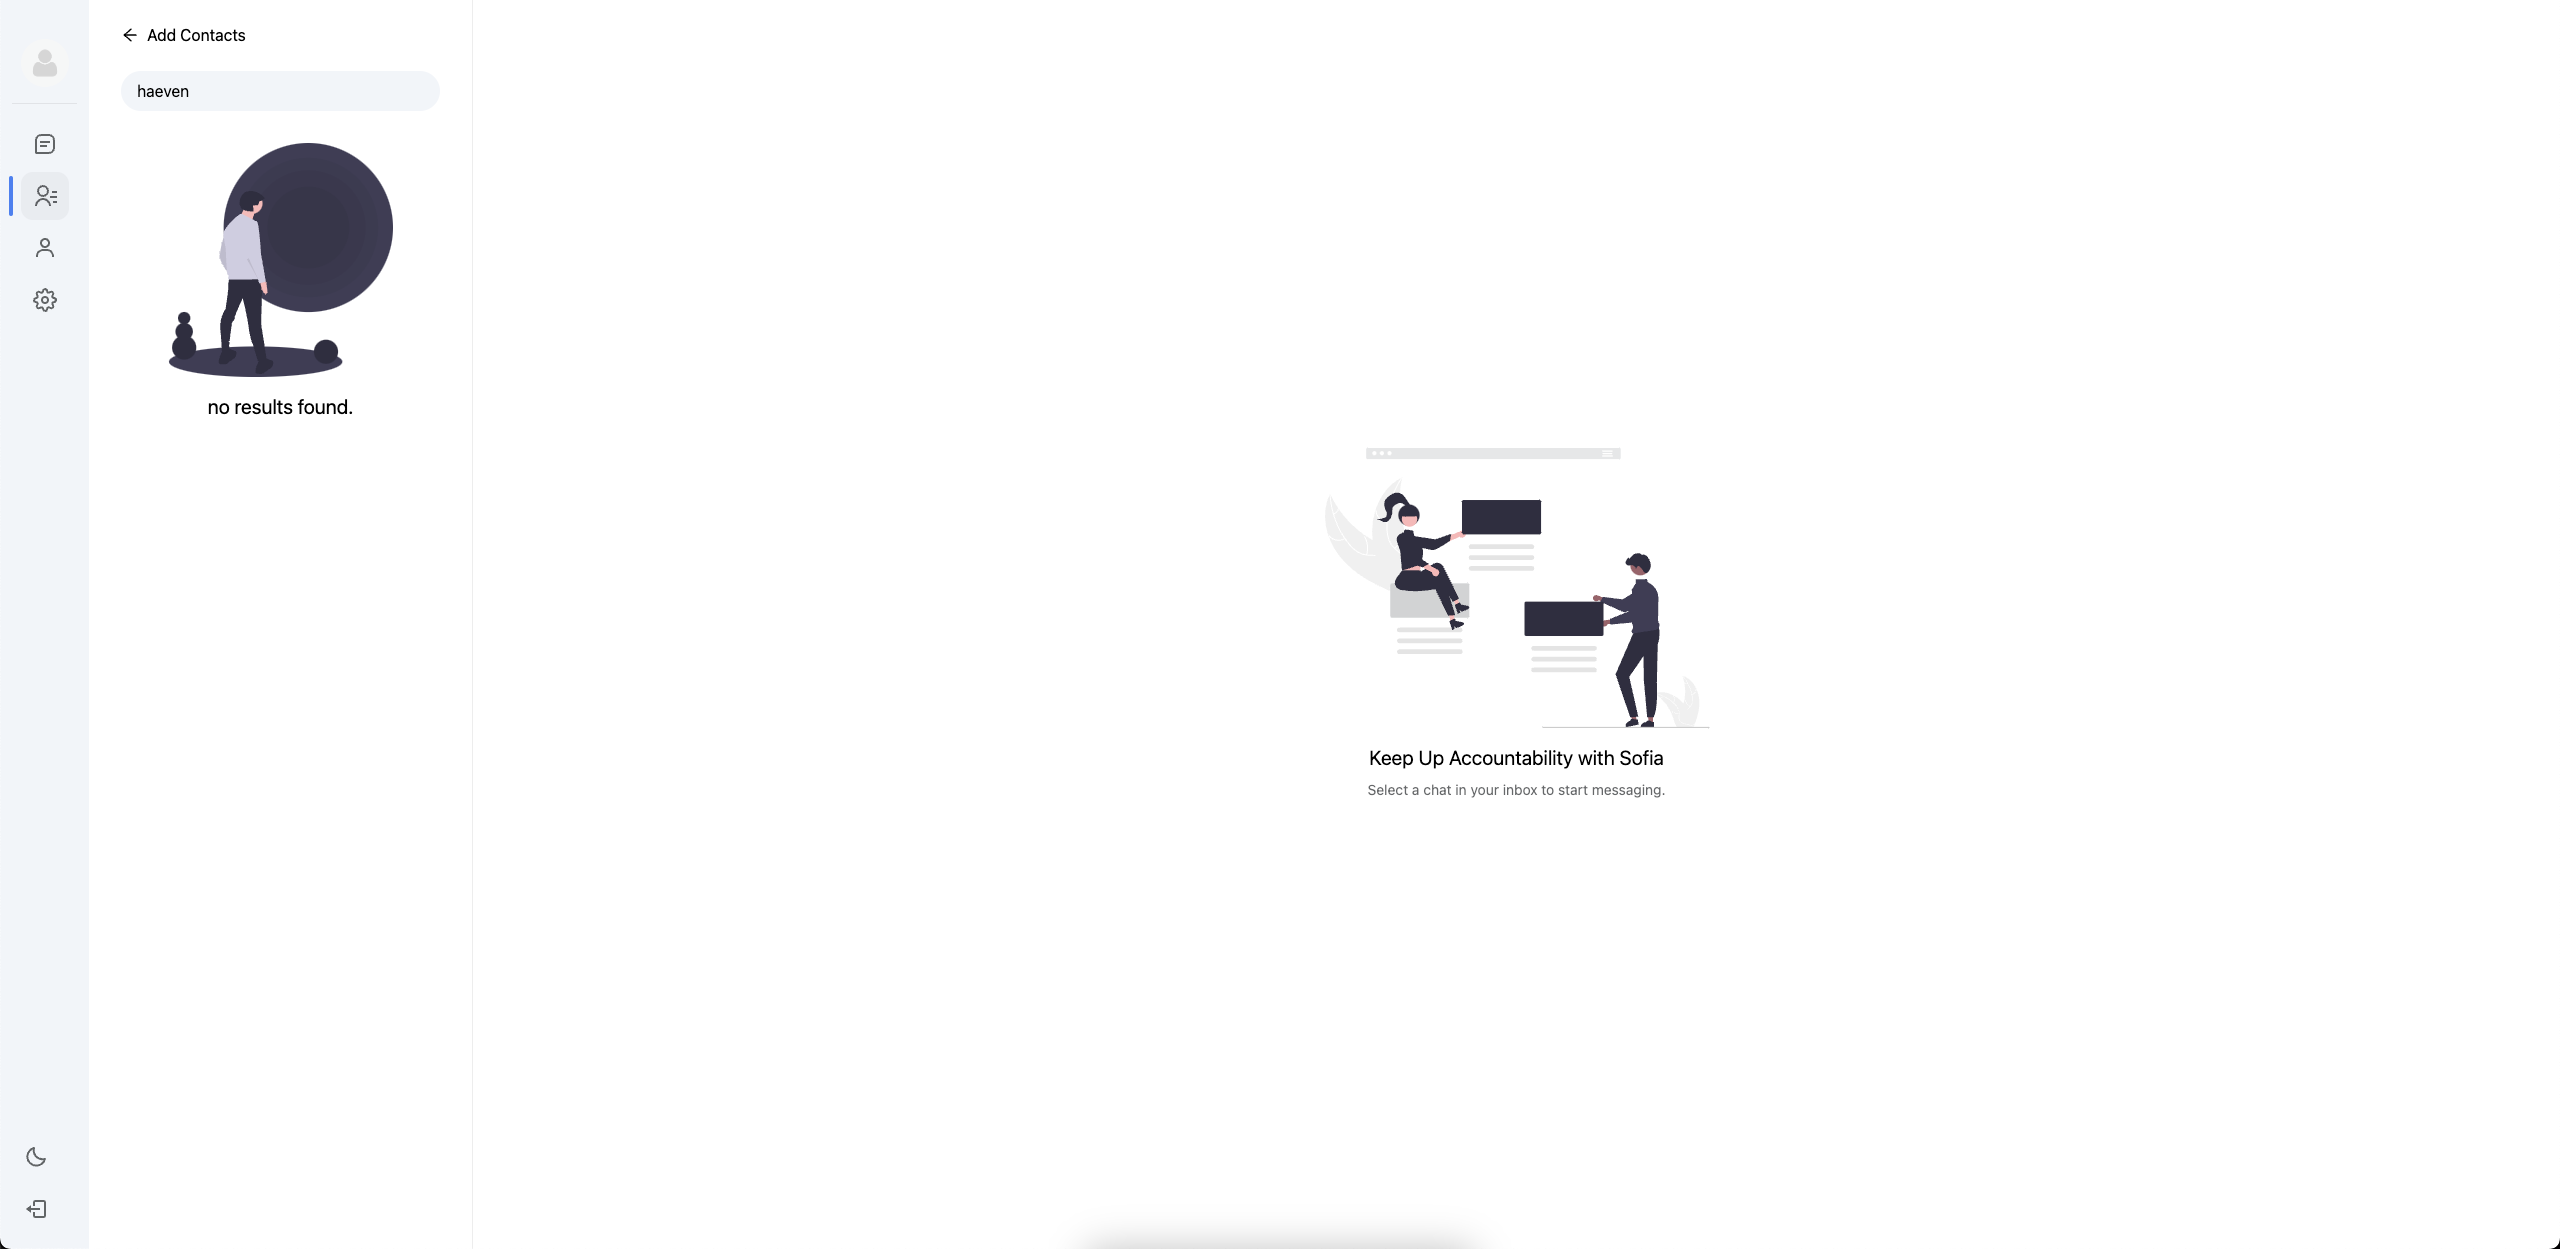 Add Contacts
haeven
no results found.
Keep Up Accountability with Sofia
Select a chat in your inbox to start messaging.